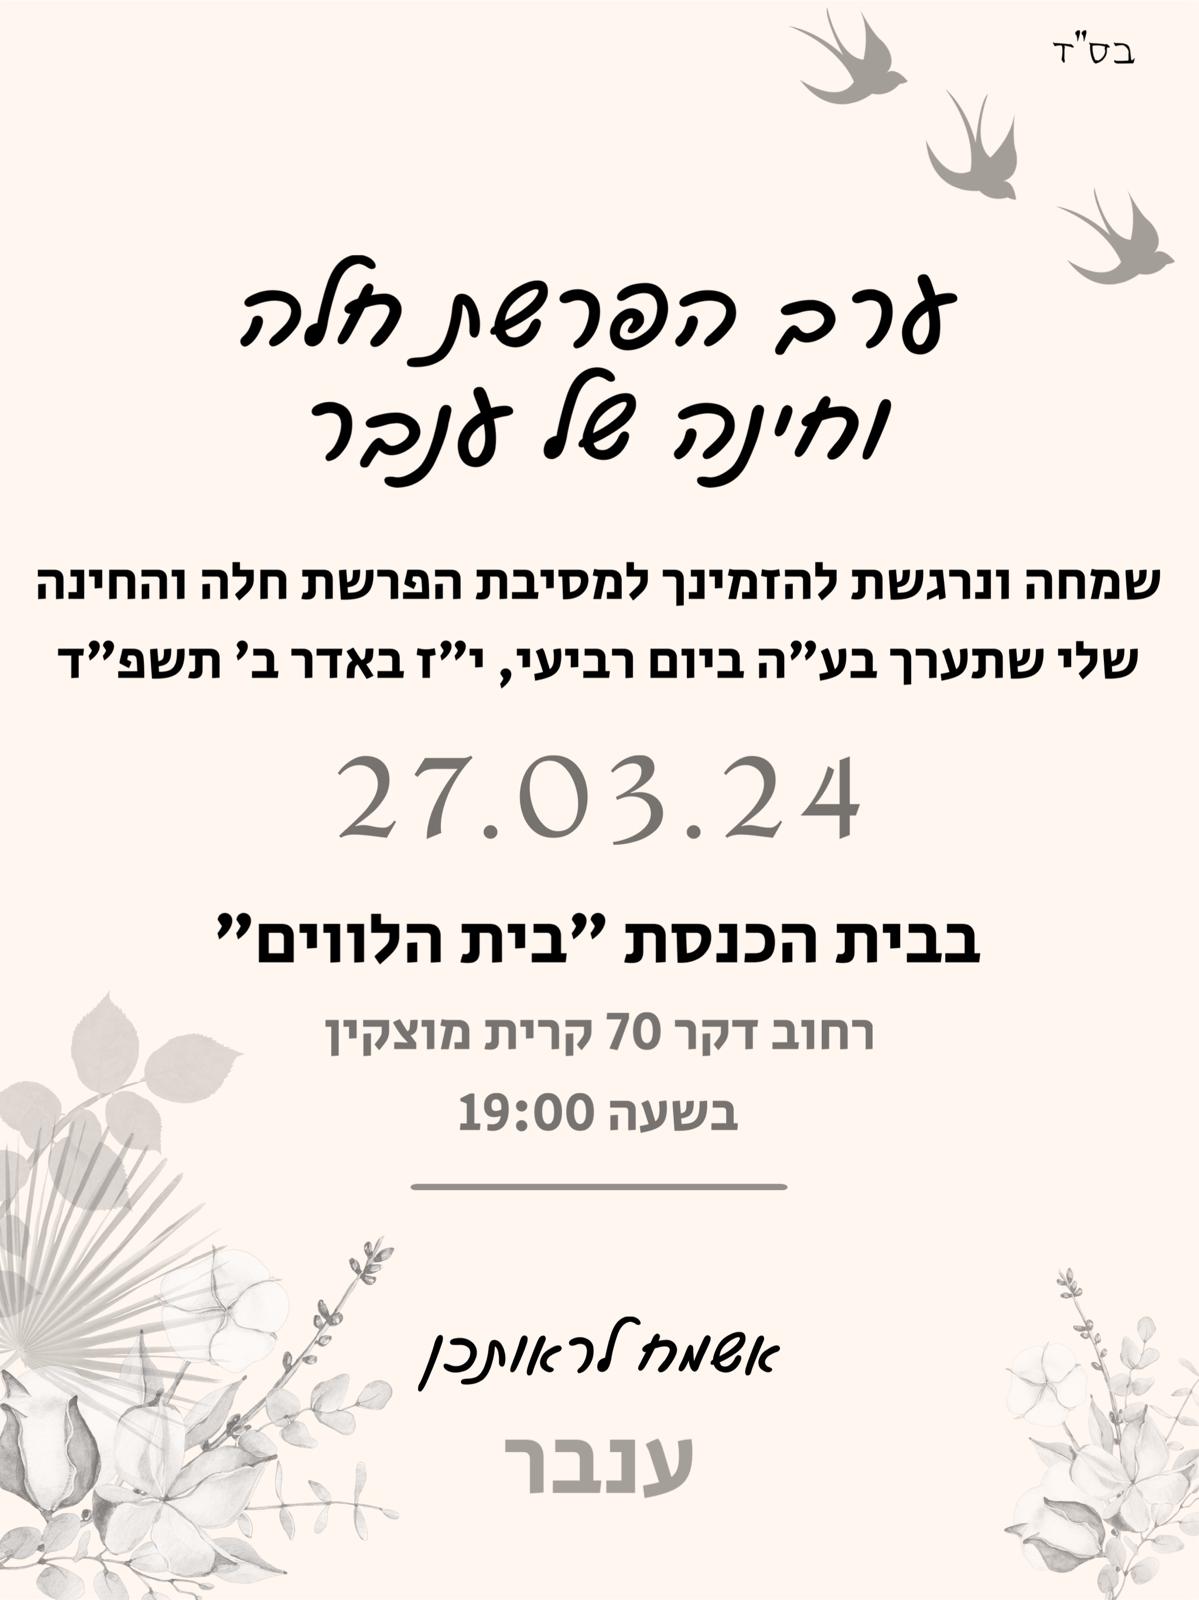 בס"ד
ערב הפרשת חלה
וחינה של ענבר
שמחה ונרגשת להזמינך למסיבת הפרשת חלה והחינה
שלי שתערך בע"ה ביום רביעי, י"ז באדר ב' תשפ"ד
27.03.24
בבית הכנסת "בית הלווים"
רחוב דקר 70 קרית מוצקין
בשעה 19:00
אשמח לראותכן
ענבר